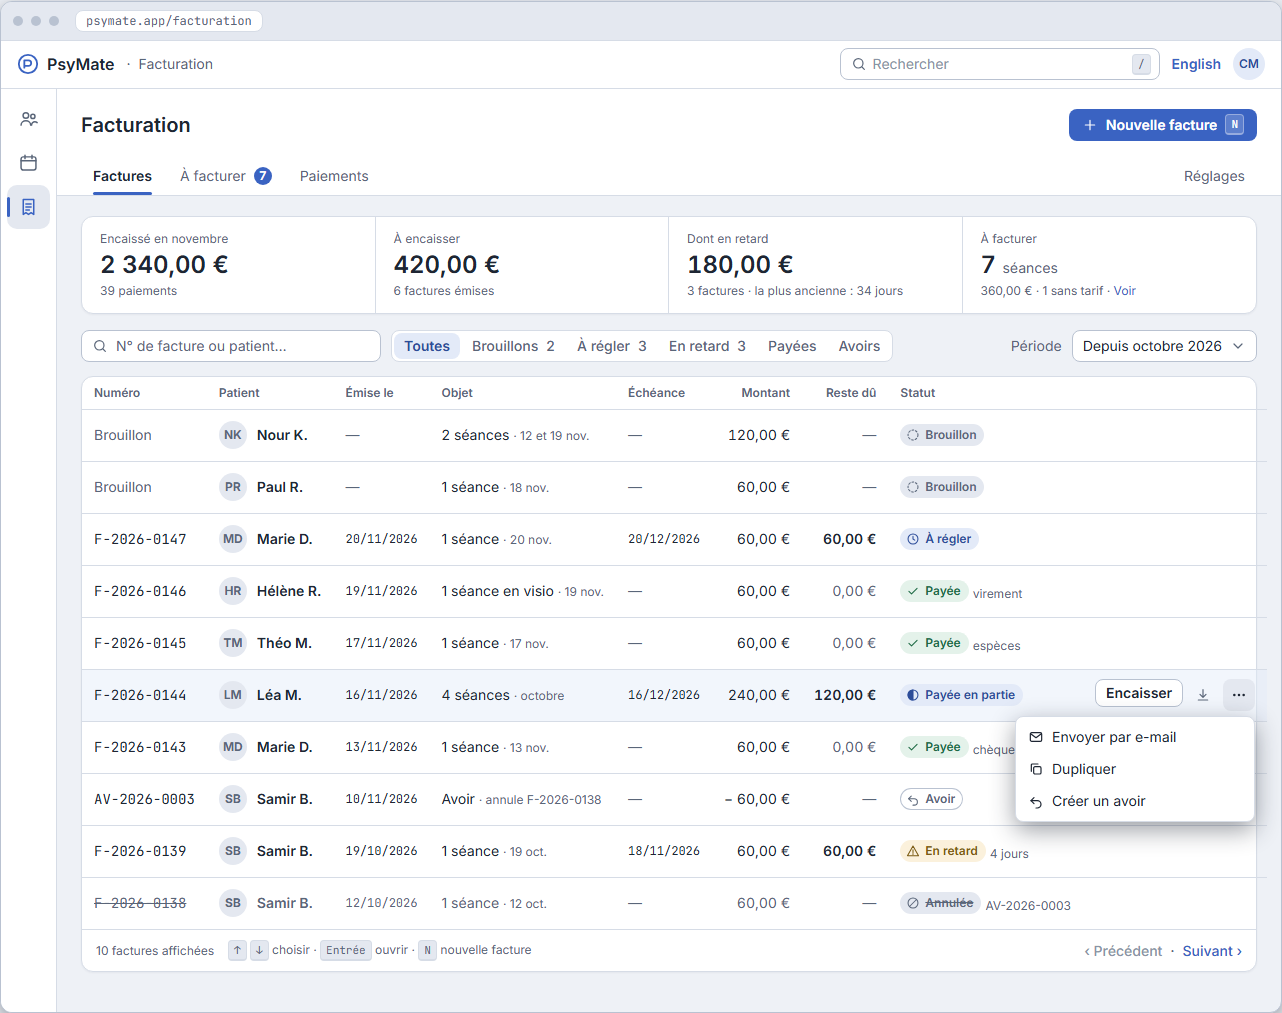 psymate.app/facturation
PsyMate · Facturation
Rechercher /
English
CM
Facturation
+ Nouvelle facture N
Factures
À facturer 7
Paiements
Réglages
Encaissé en novembre
2 340,00 €
39 paiements
À encaisser
420,00 €
6 factures émises
Dont en retard
180,00 €
3 factures · la plus ancienne : 34 jours
À facturer
7 séances
360,00 € · 1 sans tarif · Voir
N° de facture ou patient...
Toutes Brouillons 2 À régler 3 En retard 3 Payées Avoirs
Période Depuis octobre 2026
Numéro Patient Émise le Objet Échéance Montant Reste dû Statut
Brouillon NK Nour K. — 2 séances · 12 et 19 nov. — 120,00 € — Brouillon
Brouillon PR Paul R. — 1 séance · 18 nov. — 60,00 € — Brouillon
F-2026-0147 MD Marie D. 20/11/2026 1 séance · 20 nov. 20/12/2026 60,00 € 60,00 € À régler
F-2026-0146 HR Hélène R. 19/11/2026 1 séance en visio · 19 nov. — 60,00 € 0,00 € Payée virement
F-2026-0145 TM Théo M. 17/11/2026 1 séance · 17 nov. — 60,00 € 0,00 € Payée espèces
F-2026-0144 LM Léa M. 16/11/2026 4 séances · octobre 16/12/2026 240,00 € 120,00 € Payée en partie Encaisser ...
F-2026-0143 MD Marie D. 13/11/2026 1 séance · 13 nov. — 60,00 € 0,00 € Payée chèque
Envoyer par e-mail
Dupliquer
Créer un avoir
AV-2026-0003 SB Samir B. 10/11/2026 Avoir · annule F-2026-0138 — − 60,00 € — Avoir
F-2026-0139 SB Samir B. 19/10/2026 1 séance · 19 oct. 18/11/2026 60,00 € 60,00 € En retard 4 jours
F-2026-0138 SB Samir B. 12/10/2026 1 séance · 12 oct. — 60,00 € — Annulée AV-2026-0003
10 factures affichées ↑ ↓ choisir · Entrée ouvrir · N nouvelle facture
‹ Précédent · Suivant ›